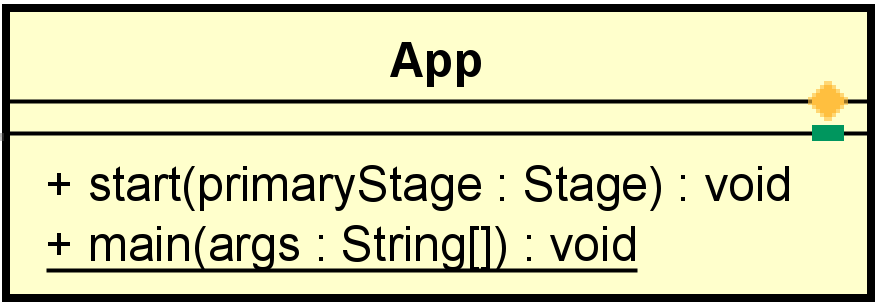 App
+ start(primaryStage : Stage) : void
+ main(args : String[]) : void